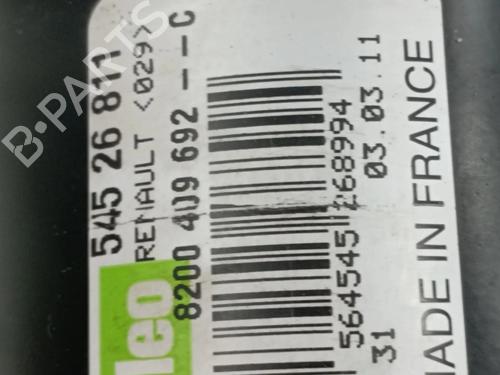 B-PARTS
545 26 811
RENAULT <029>
leo
8200 409 692 --C
564545 268994
31 03.03.11
MADE IN FRANCE